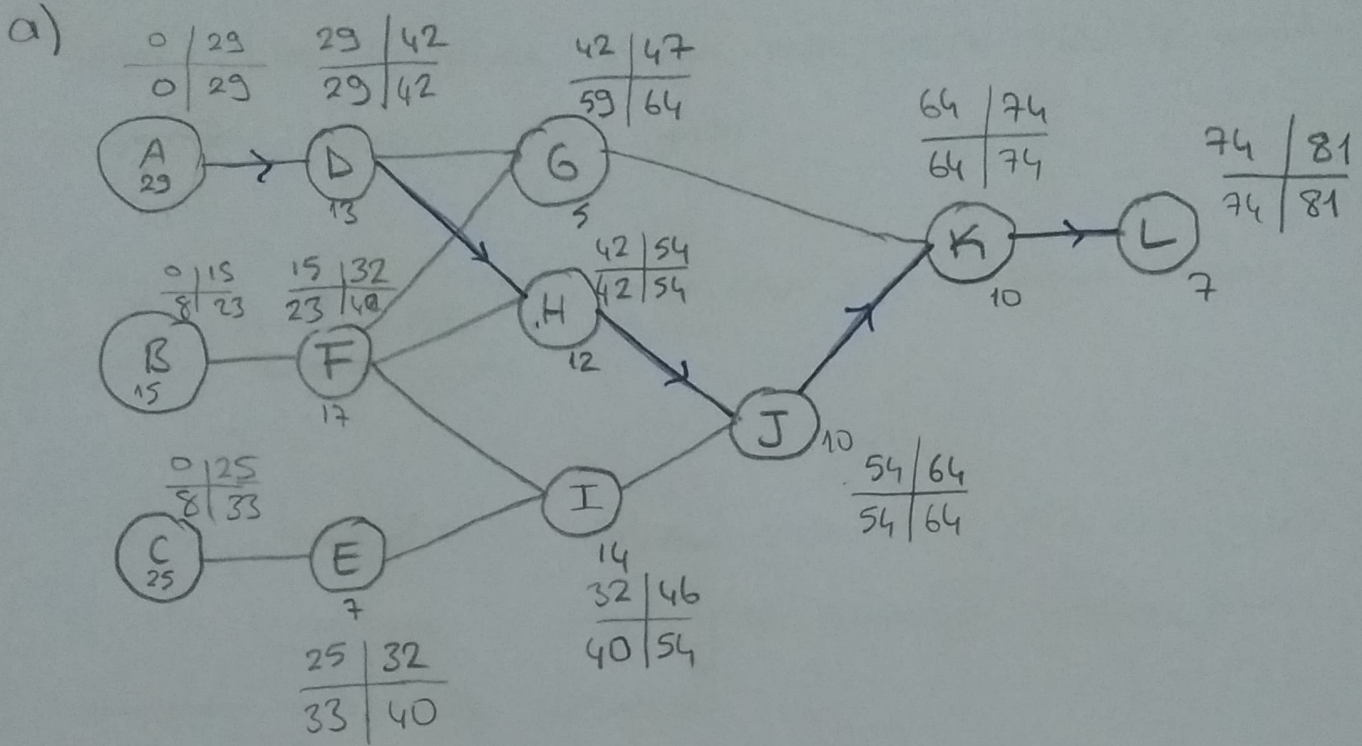 a)
0 | 29
0 | 29
29 | 42
29 | 42
42 | 47
59 | 64
64 | 74
64 | 74
74 | 81
74 | 81
A
29
D
13
G
5
K
10
L
7
0 | 15
8 | 23
15 | 32
23 | 40
42 | 54
42 | 54
B
15
F
17
H
12
J
10
54 | 64
54 | 64
0 | 25
8 | 33
C
25
E
7
I
14
32 | 46
40 | 54
25 | 32
33 | 40